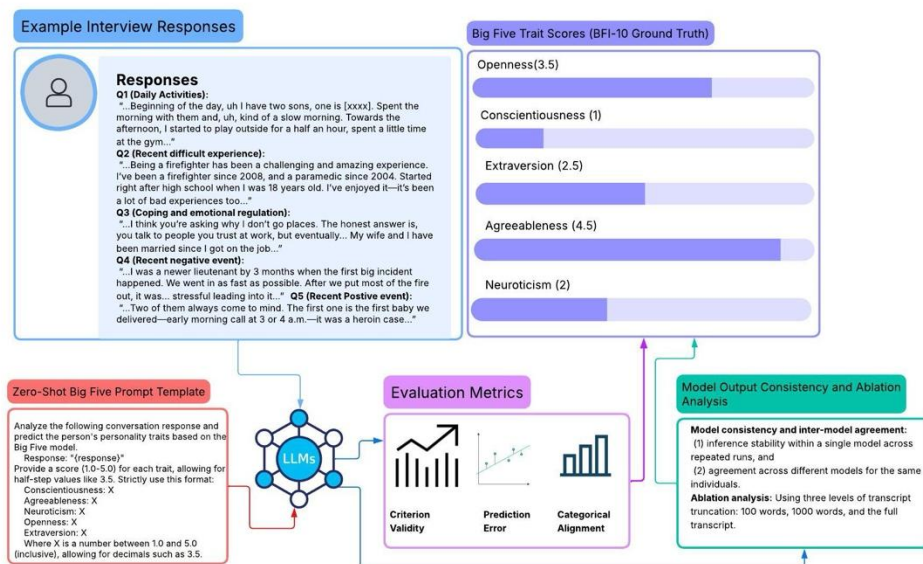 Example Interview Responses
Responses
Q1 (Daily Activities):
"...Beginning of the day, uh I have two sons, one is [xxxx]. Spent the
morning with them and, uh, kind of a slow morning. Towards the
afternoon, I started to play outside for a half an hour, spent a little time
at the gym..."
Q2 (Recent difficult experience):
"...Being a firefighter has been a challenging and amazing experience.
I've been a firefighter since 2008, and a paramedic since 2004. Started
right after high school when I was 18 years old. I've enjoyed it—it's been
a lot of bad experiences too..."
Q3 (Coping and emotional regulation):
"...I think you're asking why I don't go places. The honest answer is,
you talk to people you trust at work, but eventually... My wife and I have
been married since I got on the job..."
Q4 (Recent negative event):
"...I was a newer lieutenant by 3 months when the first big incident
happened. We went in as fast as possible. After we put most of the fire
out, it was... stressful leading into it..." Q5 (Recent Postive event):
"...Two of them always come to mind. The first one is the first baby we
delivered—early morning call at 3 or 4 a.m.—it was a heroin case..."
Big Five Trait Scores (BFI-10 Ground Truth)
Openness(3.5)
Conscientiousness (1)
Extraversion (2.5)
Agreeableness (4.5)
Neuroticism (2)
Zero-Shot Big Five Prompt Template
Analyze the following conversation response and
predict the person's personality traits based on the
Big Five model.
Response: "{response}"
Provide a score (1.0-5.0) for each trait, allowing for
half-step values like 3.5. Strictly use this format:
Conscientiousness: X
Agreeableness: X
Neuroticism: X
Openness: X
Extraversion: X
Where X is a number between 1.0 and 5.0
(inclusive), allowing for decimals such as 3.5.
LLMs
Evaluation Metrics
Criterion
Validity
Prediction
Error
Categorical
Alignment
Model Output Consistency and Ablation
Analysis
Model consistency and inter-model agreement:
(1) inference stability within a single model across
repeated runs, and
(2) agreement across different models for the same
individuals.
Ablation analysis: Using three levels of transcript
truncation: 100 words, 1000 words, and the full
transcript.